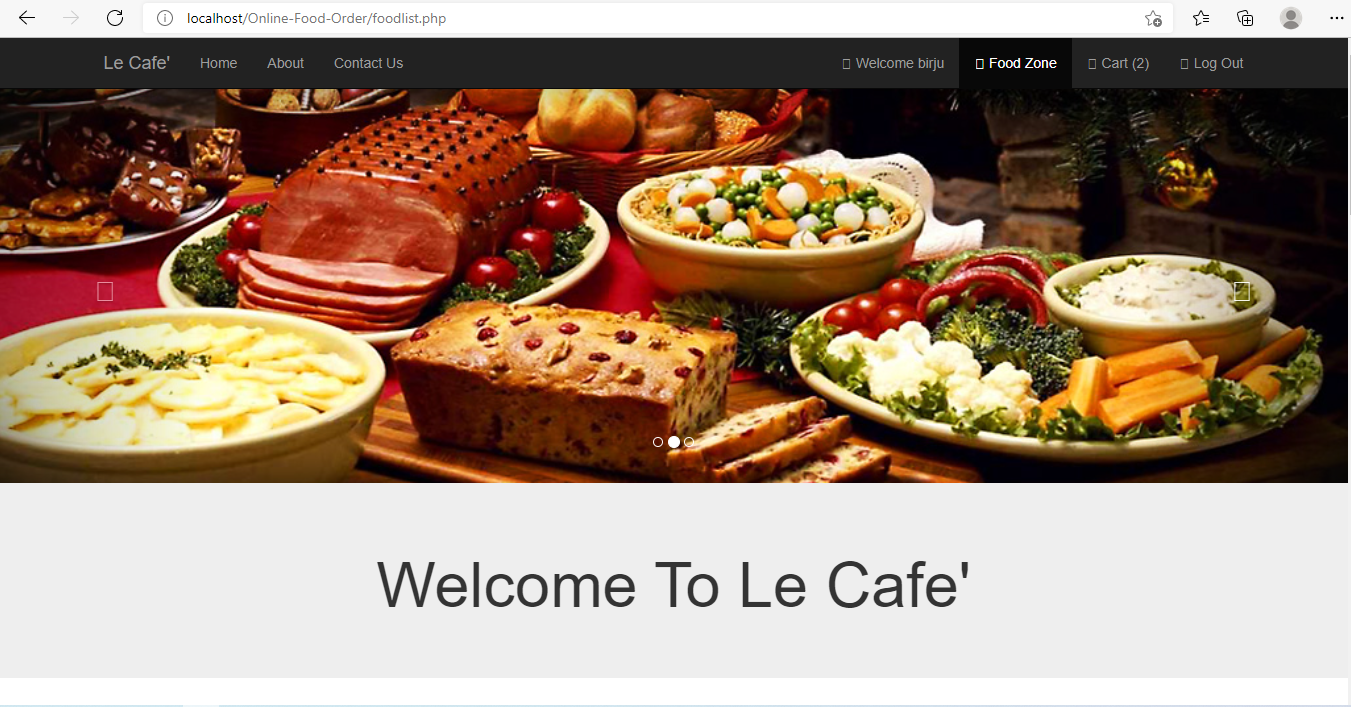 localhost/Online-Food-Order/foodlist.php
Le Cafe' Home About Contact Us Welcome birju Food Zone Cart (2) Log Out
Welcome To Le Cafe'